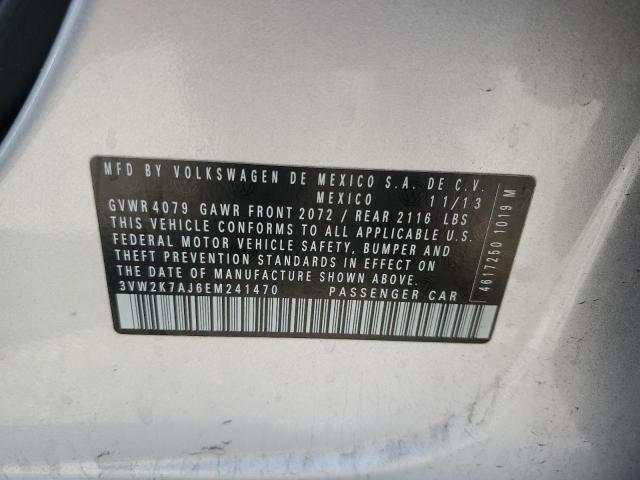 MFD BY VOLKSWAGEN DE MEXICO S.A. DE C.V.
MEXICO 11/13
GVWR 4079 GAWR FRONT 2072 / REAR 2116 LBS
THIS VEHICLE CONFORMS TO ALL APPLICABLE U.S.
FEDERAL MOTOR VEHICLE SAFETY, BUMPER AND
THEFT PREVENTION STANDARDS IN EFFECT ON
THE DATE OF MANUFACTURE SHOWN ABOVE.
3VW2K7AJ6EM241470 PASSENGER CAR
4617250 1019 M